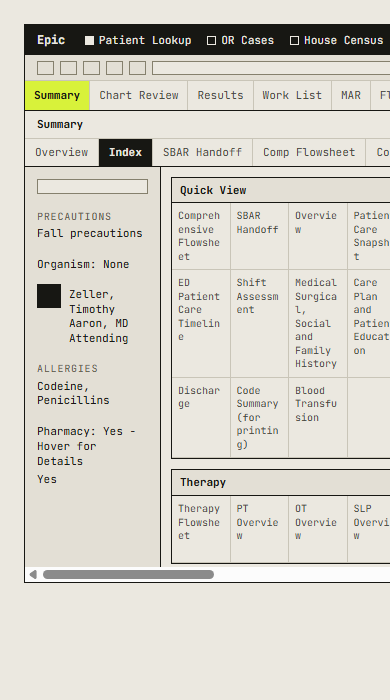 Epic Patient Lookup OR Cases House Census
Summary Chart Review Results Work List MAR
Summary
Overview Index SBAR Handoff Comp Flowsheet
PRECAUTIONS
Fall precautions
Organism: None
Zeller,
Timothy
Aaron, MD
Attending
ALLERGIES
Codeine,
Penicillins
Pharmacy: Yes -
Hover for
Details
Yes
Quick View
Compreh
ensive
Flowshe
et
SBAR
Handoff
Overvie
w
Patien
Care
Snapsh
t
ED
Patient
Care
Timelin
e
Shift
Assessm
ent
Medical
Surgica
l,
Social
and
Family
History
Care
Plan
and
Patien
Educat
on
Dischar
ge
Code
Summary
(for
printin
g)
Blood
Transfu
sion
Therapy
Therapy
Flowshe
et
PT
Overvie
w
OT
Overvie
w
SLP
Overvi
w